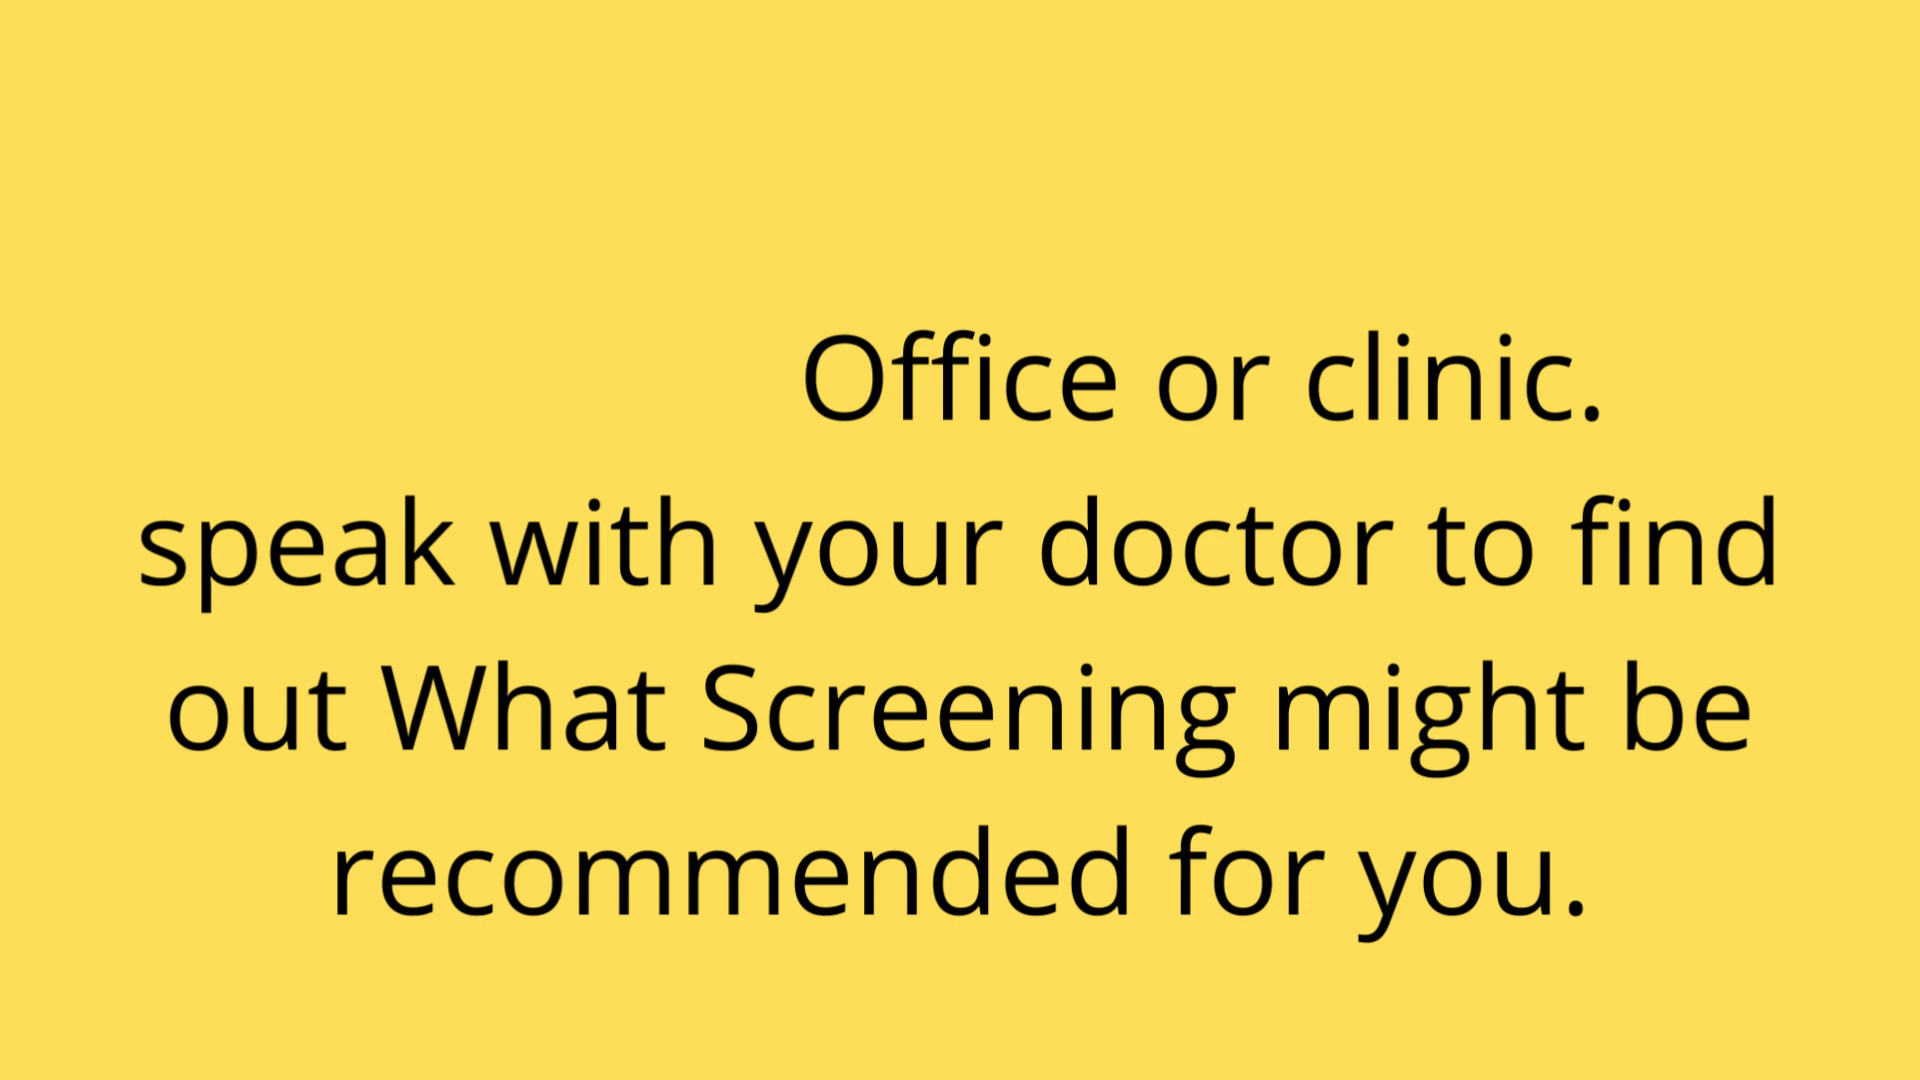 Office or clinic.
speak with your doctor to find
out What Screening might be
recommended for you.